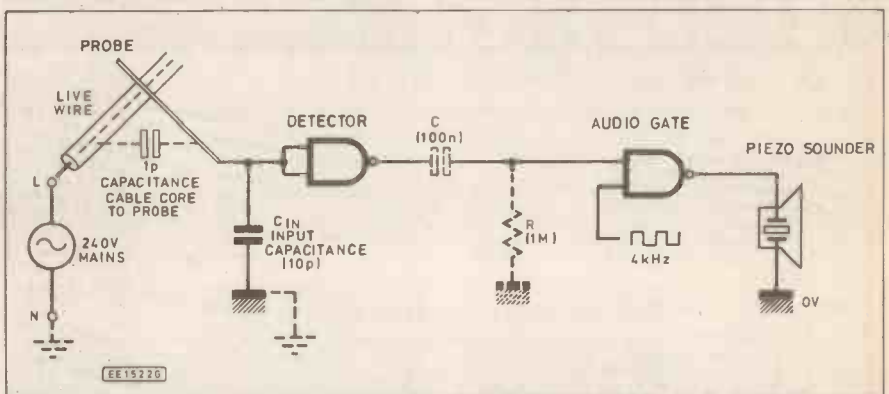 PROBE
LIVE
WIRE
1p
CAPACITANCE
CABLE CORE
TO PROBE
L
240V
MAINS
N
DETECTOR
CIN
INPUT
CAPACITANCE
(10p)
C
(100n)
R
(1M)
AUDIO GATE
4kHz
PIEZO SOUNDER
0V
EE1522G